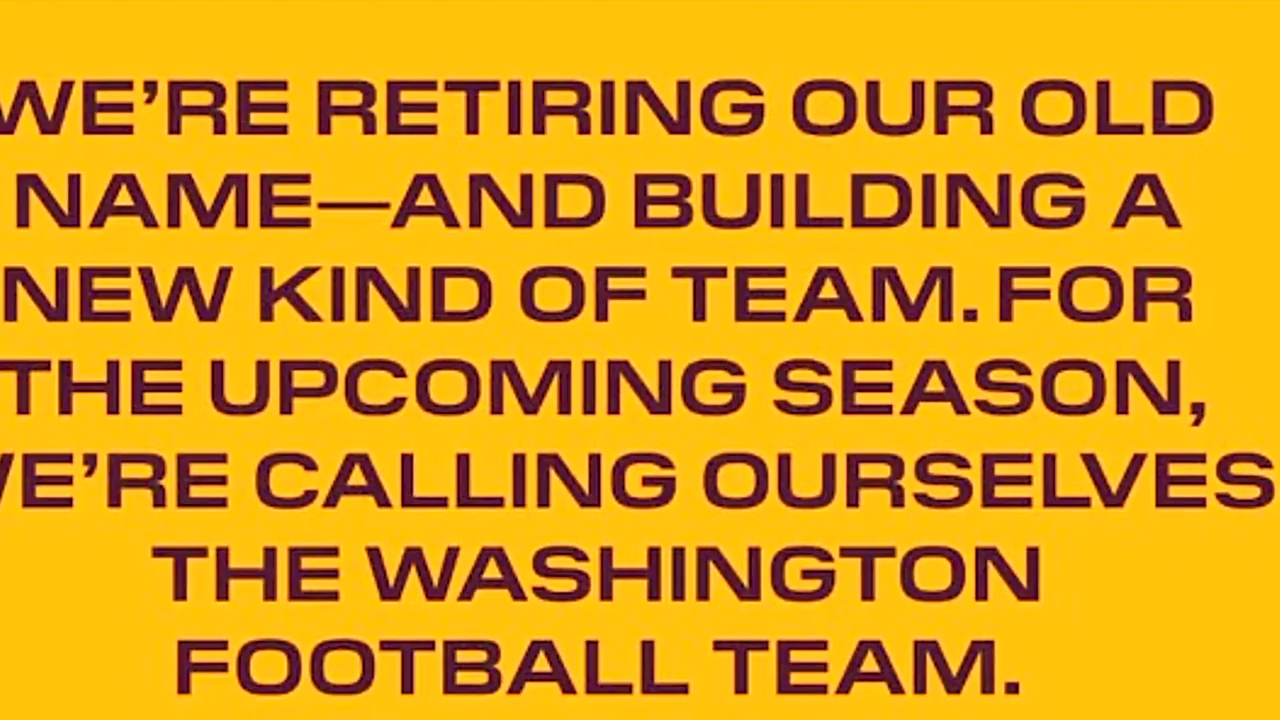 WE’RE RETIRING OUR OLD
NAME—AND BUILDING A
NEW KIND OF TEAM. FOR
THE UPCOMING SEASON,
WE’RE CALLING OURSELVES
THE WASHINGTON
FOOTBALL TEAM.